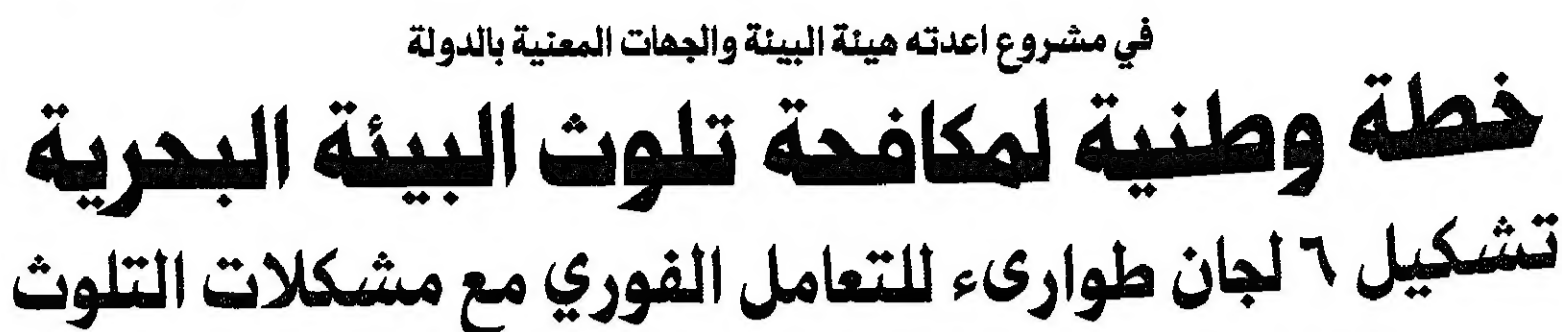 في مشروع اعدته هيئة البيئة والجهات المعنية بالدولة
خطة وطنية لمكافحة تلوث البيئة البحرية
تشكيل ٦ لجان طوارىء للتعامل الفوري مع مشكلات التلوث